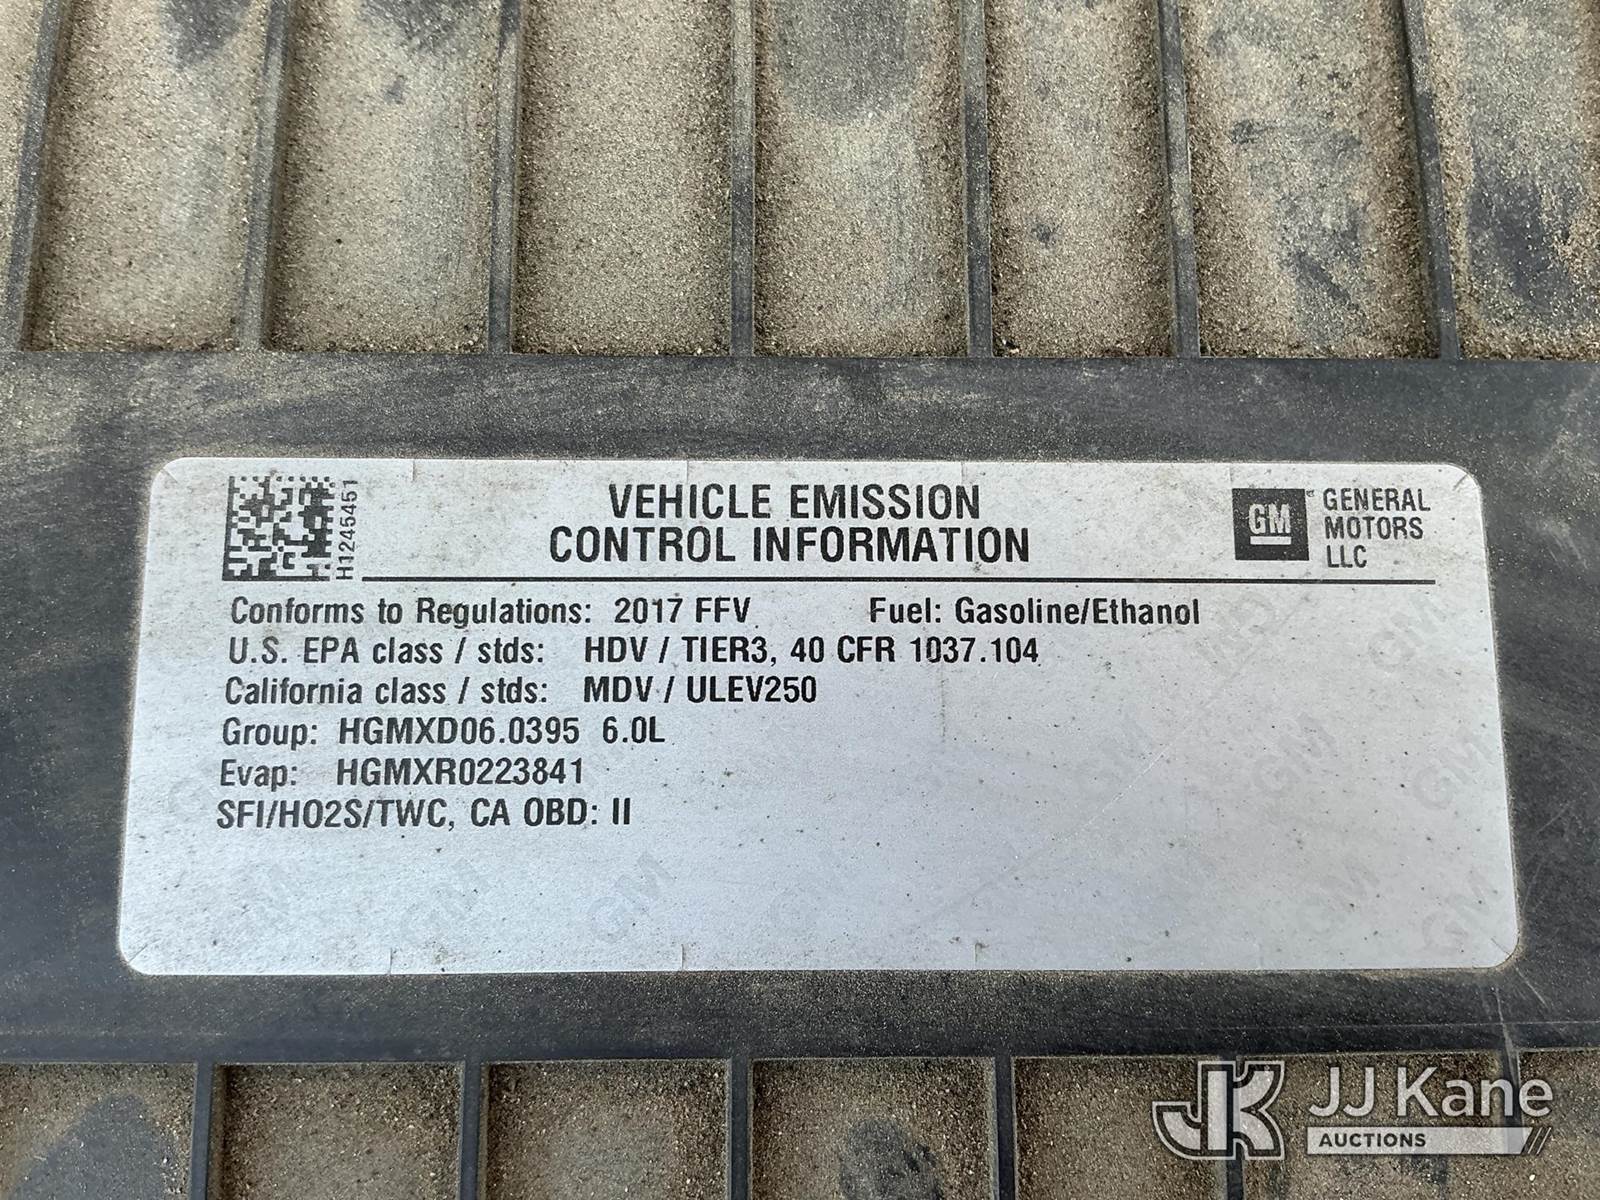 H1245451
VEHICLE EMISSION
CONTROL INFORMATION
GM
GENERAL
MOTORS
LLC
Conforms to Regulations: 2017 FFV Fuel: Gasoline/Ethanol
U.S. EPA class / stds: HDV / TIER3, 40 CFR 1037.104
California class / stds: MDV / ULEV250
Group: HGMXD06.0395 6.0L
Evap: HGMXR0223841
SFI/HO2S/TWC, CA OBD: II
JK JJ Kane
AUCTIONS